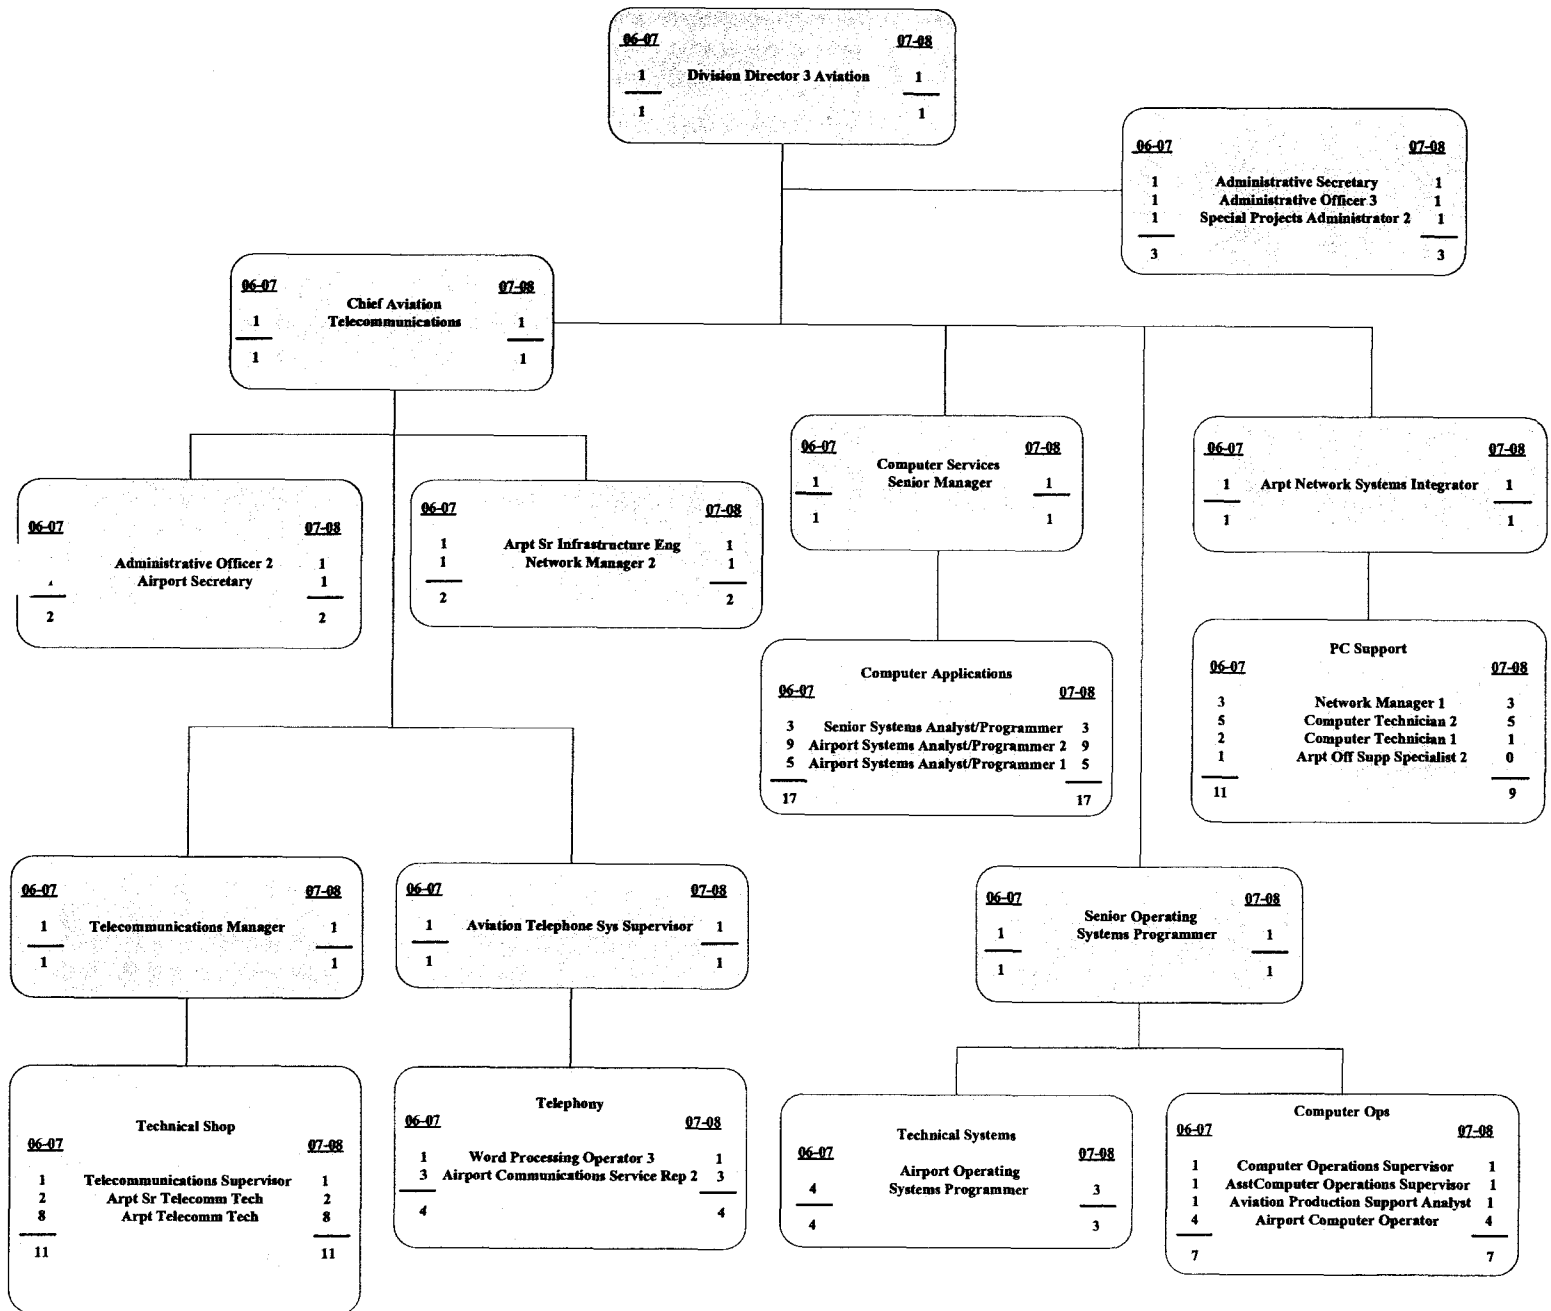 06-07 07-08
1 Division Director 3 Aviation 1
1 1
06-07 07-08
1 Administrative Secretary 1
1 Administrative Officer 3 1
1 Special Projects Administrator 2 1
3 3
06-07 07-08
Chief Aviation
1 Telecommunications 1
1 1
06-07 07-08
Computer Services
1 Senior Manager 1
1 1
06-07 07-08
1 Arpt Network Systems Integrator 1
1 1
06-07 07-08
Administrative Officer 2 1
Airport Secretary 1
2 2
06-07 07-08
1 Arpt Sr Infrastructure Eng 1
1 Network Manager 2 1
2 2
Computer Applications
06-07 07-08
3 Senior Systems Analyst/Programmer 3
9 Airport Systems Analyst/Programmer 2 9
5 Airport Systems Analyst/Programmer 1 5
17 17
PC Support
06-07 07-08
3 Network Manager 1 3
5 Computer Technician 2 5
2 Computer Technician 1 1
1 Arpt Off Supp Specialist 2 0
11 9
06-07 07-08
1 Telecommunications Manager 1
1 1
06-07 07-08
1 Aviation Telephone Sys Supervisor 1
1 1
06-07 07-08
Senior Operating
1 Systems Programmer 1
1 1
Technical Shop
06-07 07-08
1 Telecommunications Supervisor 1
2 Arpt Sr Telecomm Tech 2
8 Arpt Telecomm Tech 8
11 11
Telephony
06-07 07-08
1 Word Processing Operator 3 1
3 Airport Communications Service Rep 2 3
4 4
Technical Systems
06-07 07-08
Airport Operating
4 Systems Programmer 3
4 3
Computer Ops
06-07 07-08
1 Computer Operations Supervisor 1
1 AsstComputer Operations Supervisor 1
1 Aviation Production Support Analyst 1
4 Airport Computer Operator 4
7 7